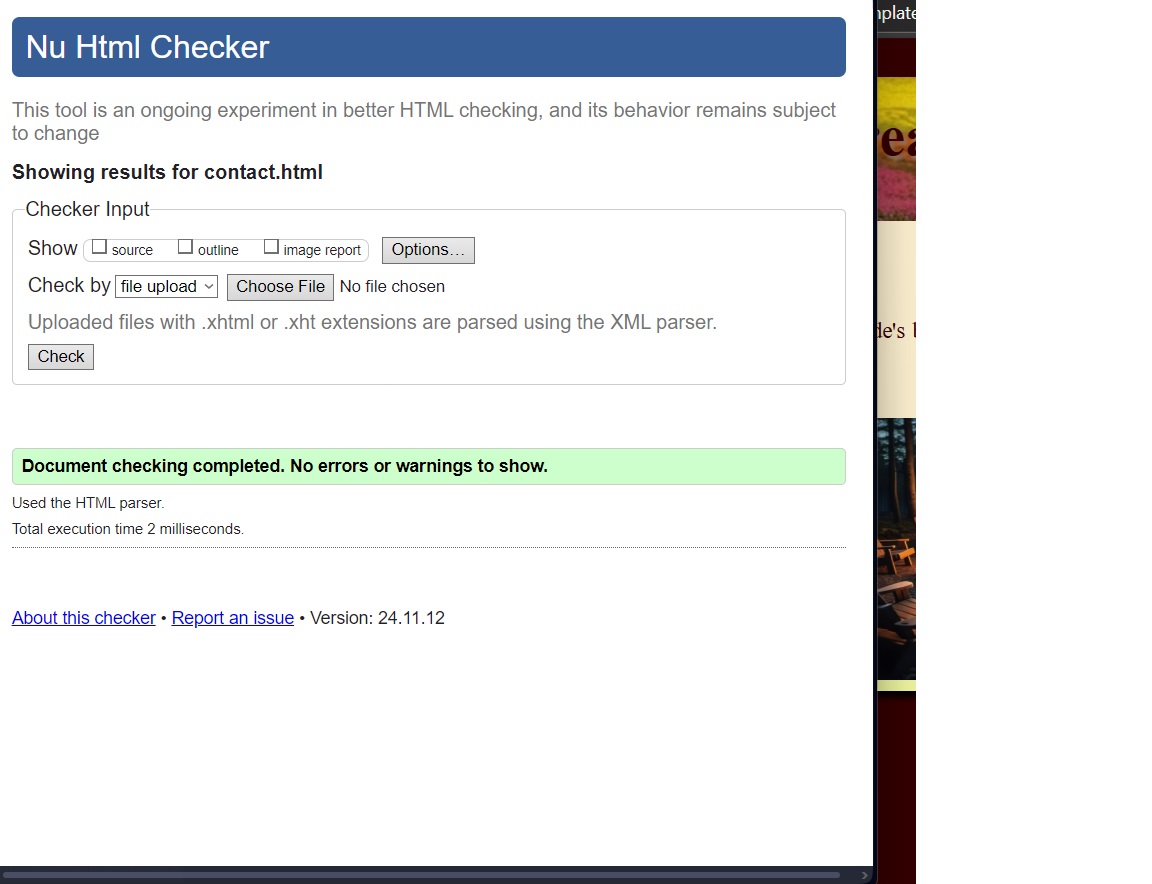 Nu Html Checker
This tool is an ongoing experiment in better HTML checking, and its behavior remains subject
to change
Showing results for contact.html
Checker Input
Show source outline image report Options…
Check by file upload Choose File No file chosen
Uploaded files with .xhtml or .xht extensions are parsed using the XML parser.
Check
Document checking completed. No errors or warnings to show.
Used the HTML parser.
Total execution time 2 milliseconds.
About this checker • Report an issue • Version: 24.11.12